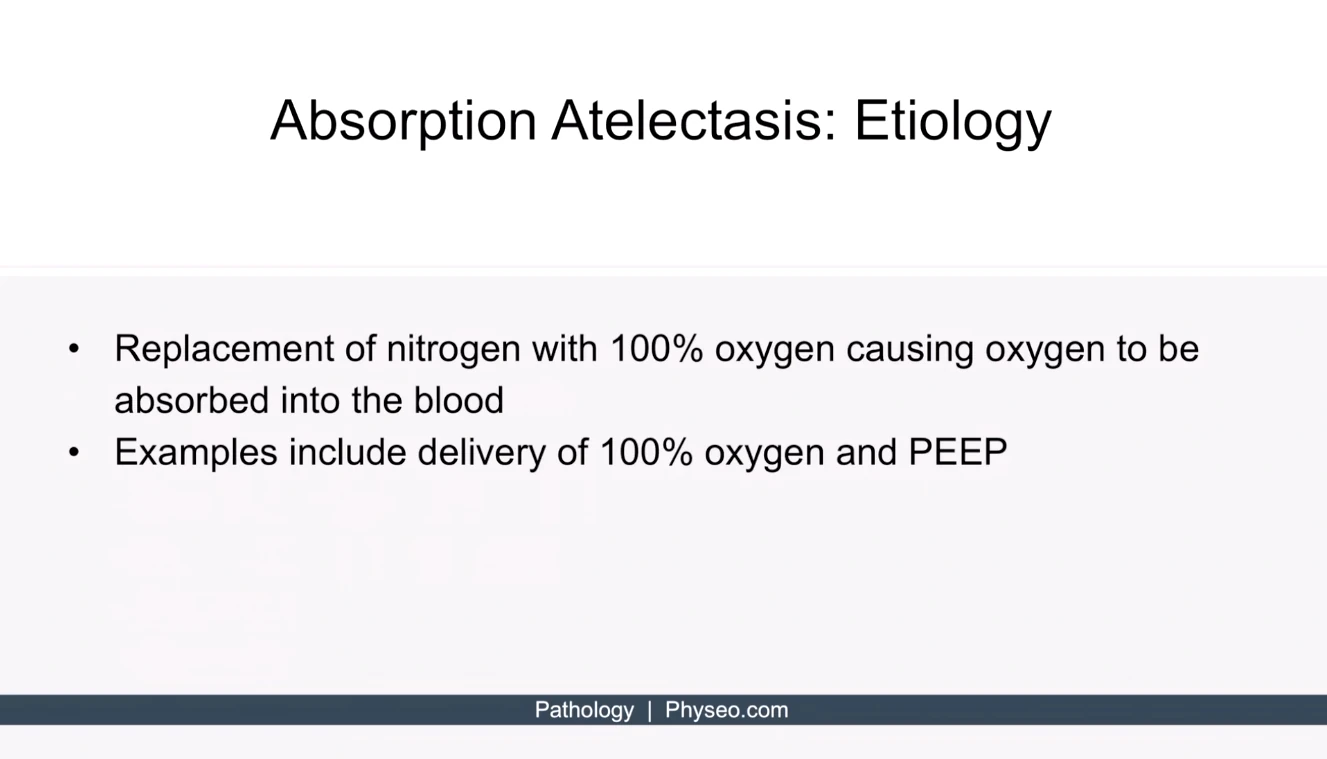 Absorption Atelectasis: Etiology
• Replacement of nitrogen with 100% oxygen causing oxygen to be
absorbed into the blood
• Examples include delivery of 100% oxygen and PEEP
Pathology | Physeo.com